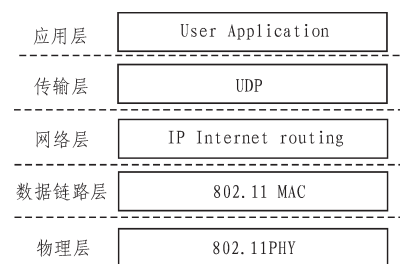 应用层 User Application
传输层 UDP
网络层 IP Internet routing
数据链路层 802.11 MAC
物理层 802.11PHY